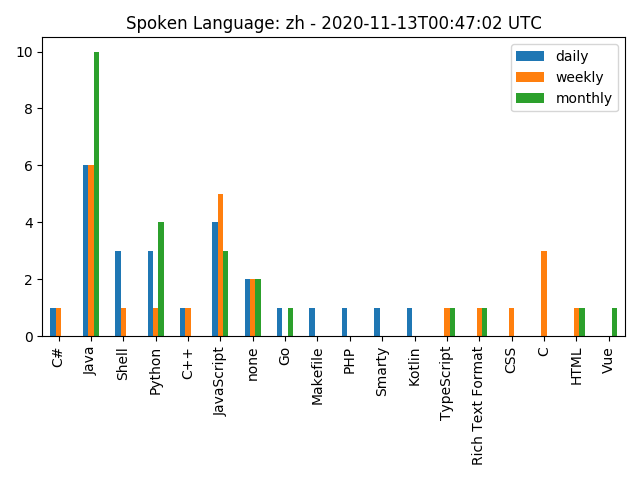 Spoken Language: zh - 2020-11-13T00:47:02 UTC
daily
weekly
monthly
10
8
6
4
2
0
C#
Java
Shell
Python
C++
JavaScript
none
Go
Makefile
PHP
Smarty
Kotlin
TypeScript
Rich Text Format
CSS
C
HTML
Vue